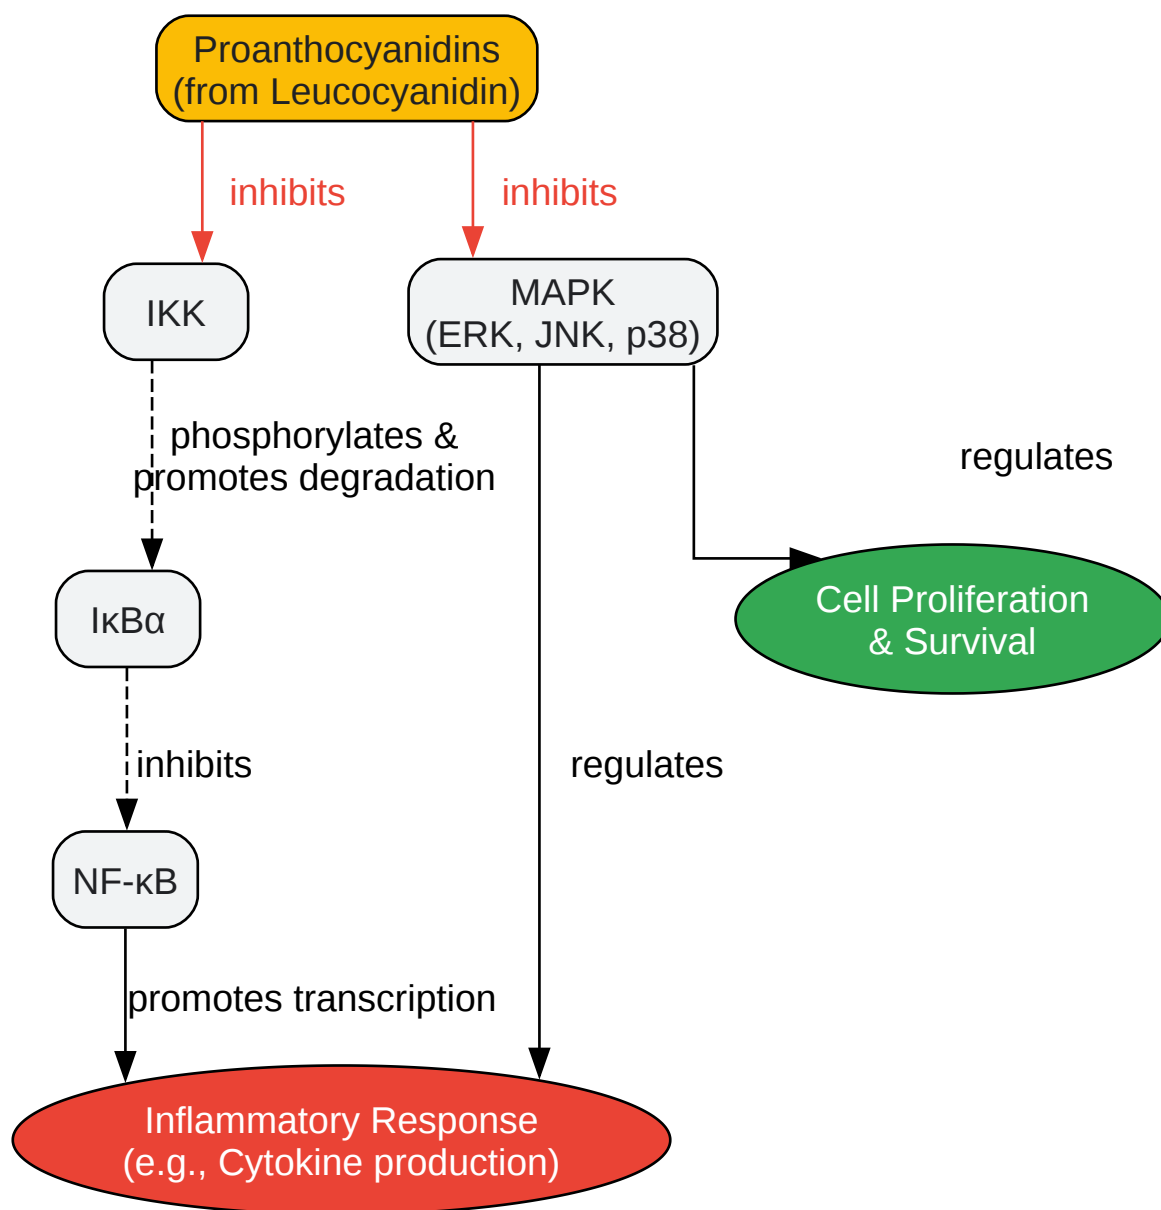 Proanthocyanidins
(from Leucocyanidin)
inhibits
inhibits
IKK
MAPK
(ERK, JNK, p38)
phosphorylates &
promotes degradation
regulates
IκBα
Cell Proliferation
& Survival
inhibits
regulates
NF-κB
promotes transcription
Inflammatory Response
(e.g., Cytokine production)